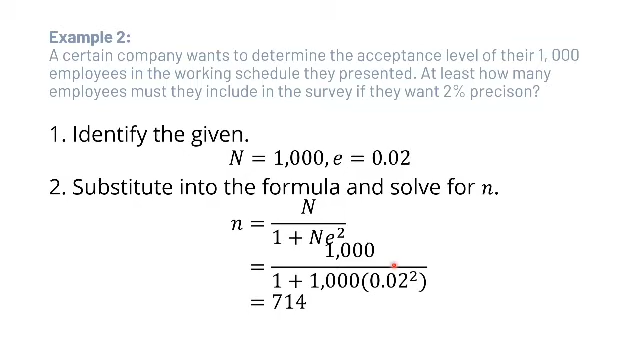 Example 2:
A certain company wants to determine the acceptance level of their 1, 000
employees in the working schedule they presented. At least how many
employees must they include in the survey if they want 2% precison?
1. Identify the given.
N = 1,000, e = 0.02
2. Substitute into the formula and solve for n.
n = N / 1 + Ne²
= 1,000 / 1 + 1,000(0.02²)
= 714